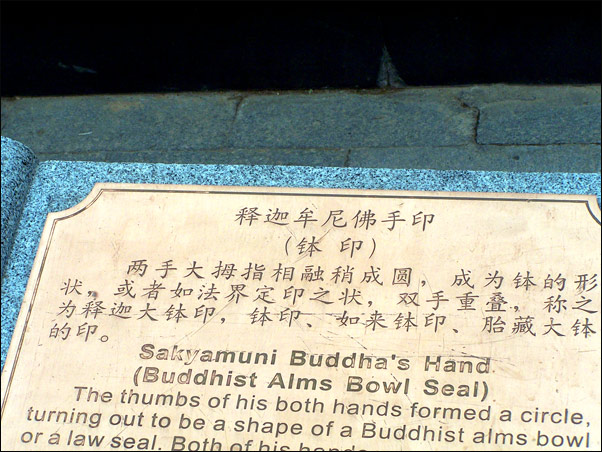 释迦牟尼佛手印
（钵 印）
两手大拇指相融稍成圆，成为钵的形
状，或者如法界定印之状，双手重叠，称之
为释迦大钵印，钵印、如来钵印、胎藏大钵
的印。
Sakyamuni Buddha's Hand
(Buddhist Alms Bowl Seal)
The thumbs of his both hands formed a circle,
turning out to be a shape of a Buddhist alms bowl
or a law seal. Both of his hands